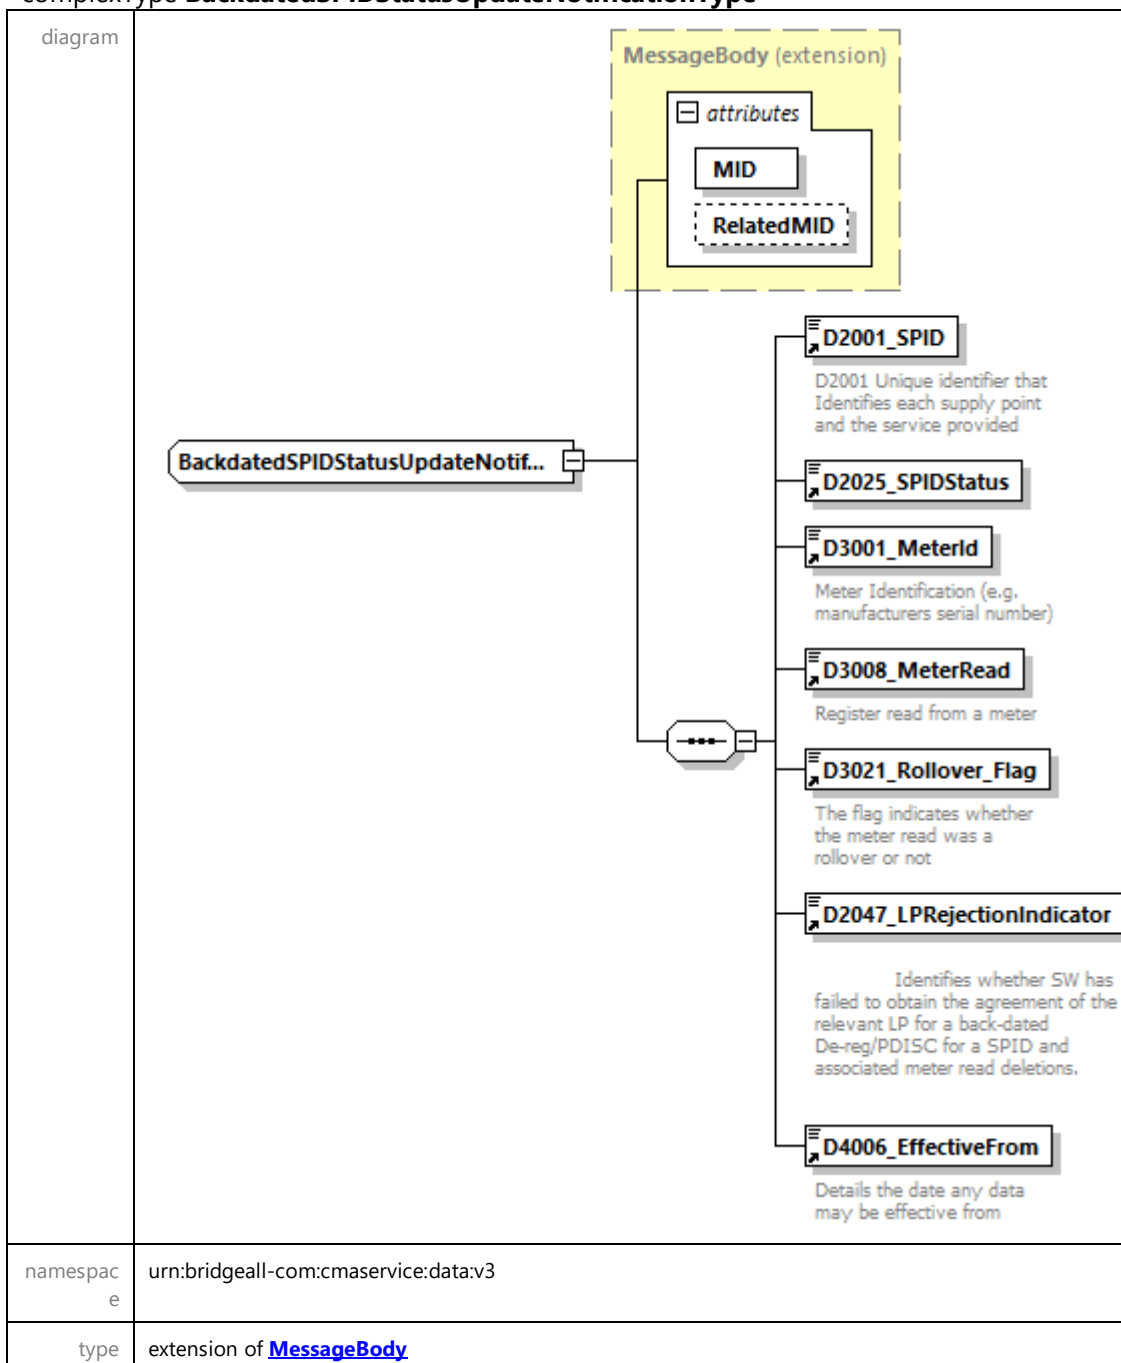 complexType BackdatedSPIDStatusUpdateNotificationType
diagram
MessageBody (extension)
attributes
MID
RelatedMID
D2001_SPID
D2001 Unique identifier that
Identifies each supply point
and the service provided
BackdatedSPIDStatusUpdateNotif...
D2025_SPIDStatus
D3001_MeterId
Meter Identification (e.g.
manufacturers serial number)
D3008_MeterRead
Register read from a meter
D3021_Rollover_Flag
The flag indicates whether
the meter read was a
rollover or not
D2047_LPRejectionIndicator
Identifies whether SW has
failed to obtain the agreement of the
relevant LP for a back-dated
De-reg/PDISC for a SPID and
associated meter read deletions.
D4006_EffectiveFrom
Details the date any data
may be effective from
namespac
e
urn:bridgeall-com:cmaservice:data:v3
type
extension of MessageBody